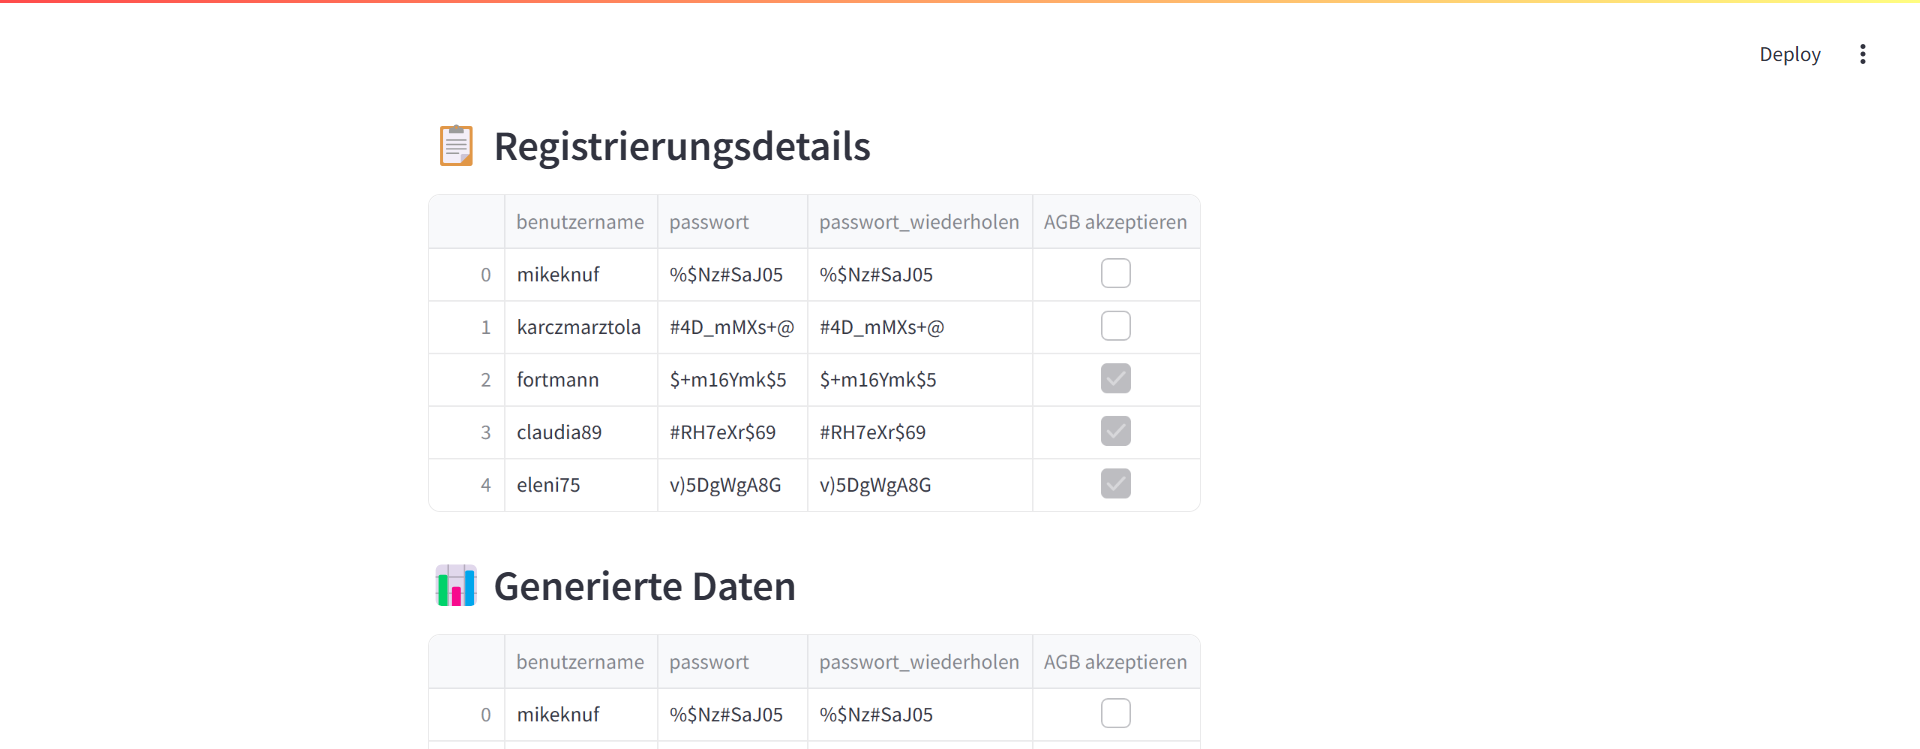 Deploy
Registrierungsdetails
benutzername passwort passwort_wiederholen AGB akzeptieren
0 mikeknuf %$Nz#SaJ05 %$Nz#SaJ05
1 karczmarztola #4D_mMXs+@ #4D_mMXs+@
2 fortmann $+m16Ymk$5 $+m16Ymk$5
3 claudia89 #RH7eXr$69 #RH7eXr$69
4 eleni75 v)5DgWgA8G v)5DgWgA8G
Generierte Daten
benutzername passwort passwort_wiederholen AGB akzeptieren
0 mikeknuf %$Nz#SaJ05 %$Nz#SaJ05